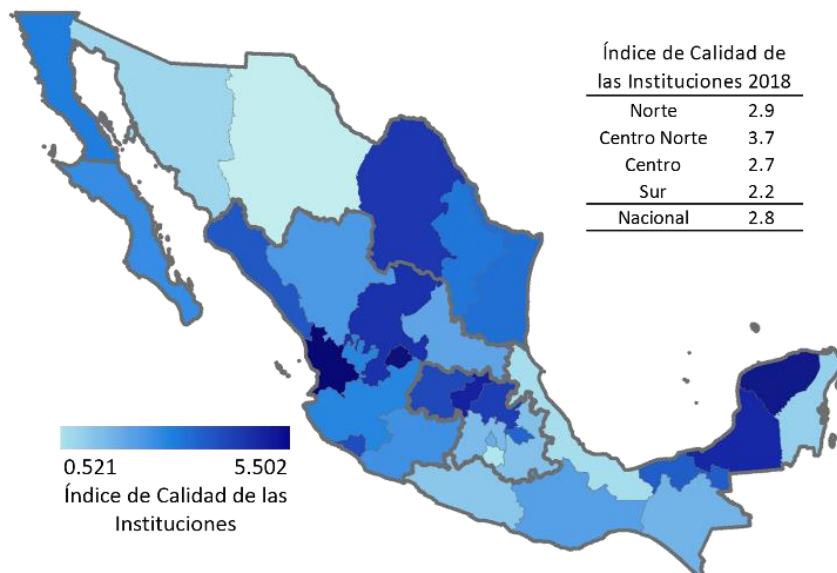 Índice de Calidad de
las Instituciones 2018
Norte 2.9
Centro Norte 3.7
Centro 2.7
Sur 2.2
Nacional 2.8
0.521 5.502
Índice de Calidad de las
Instituciones